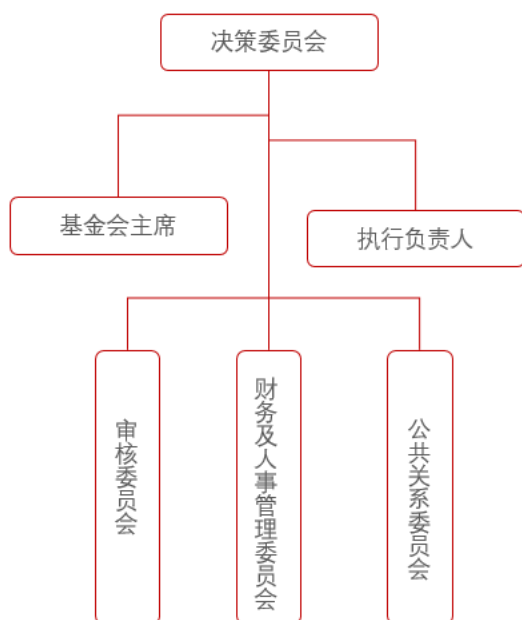 决策委员会
基金会主席
执行负责人
审核委员会
财务及人事管理委员会
公共关系委员会